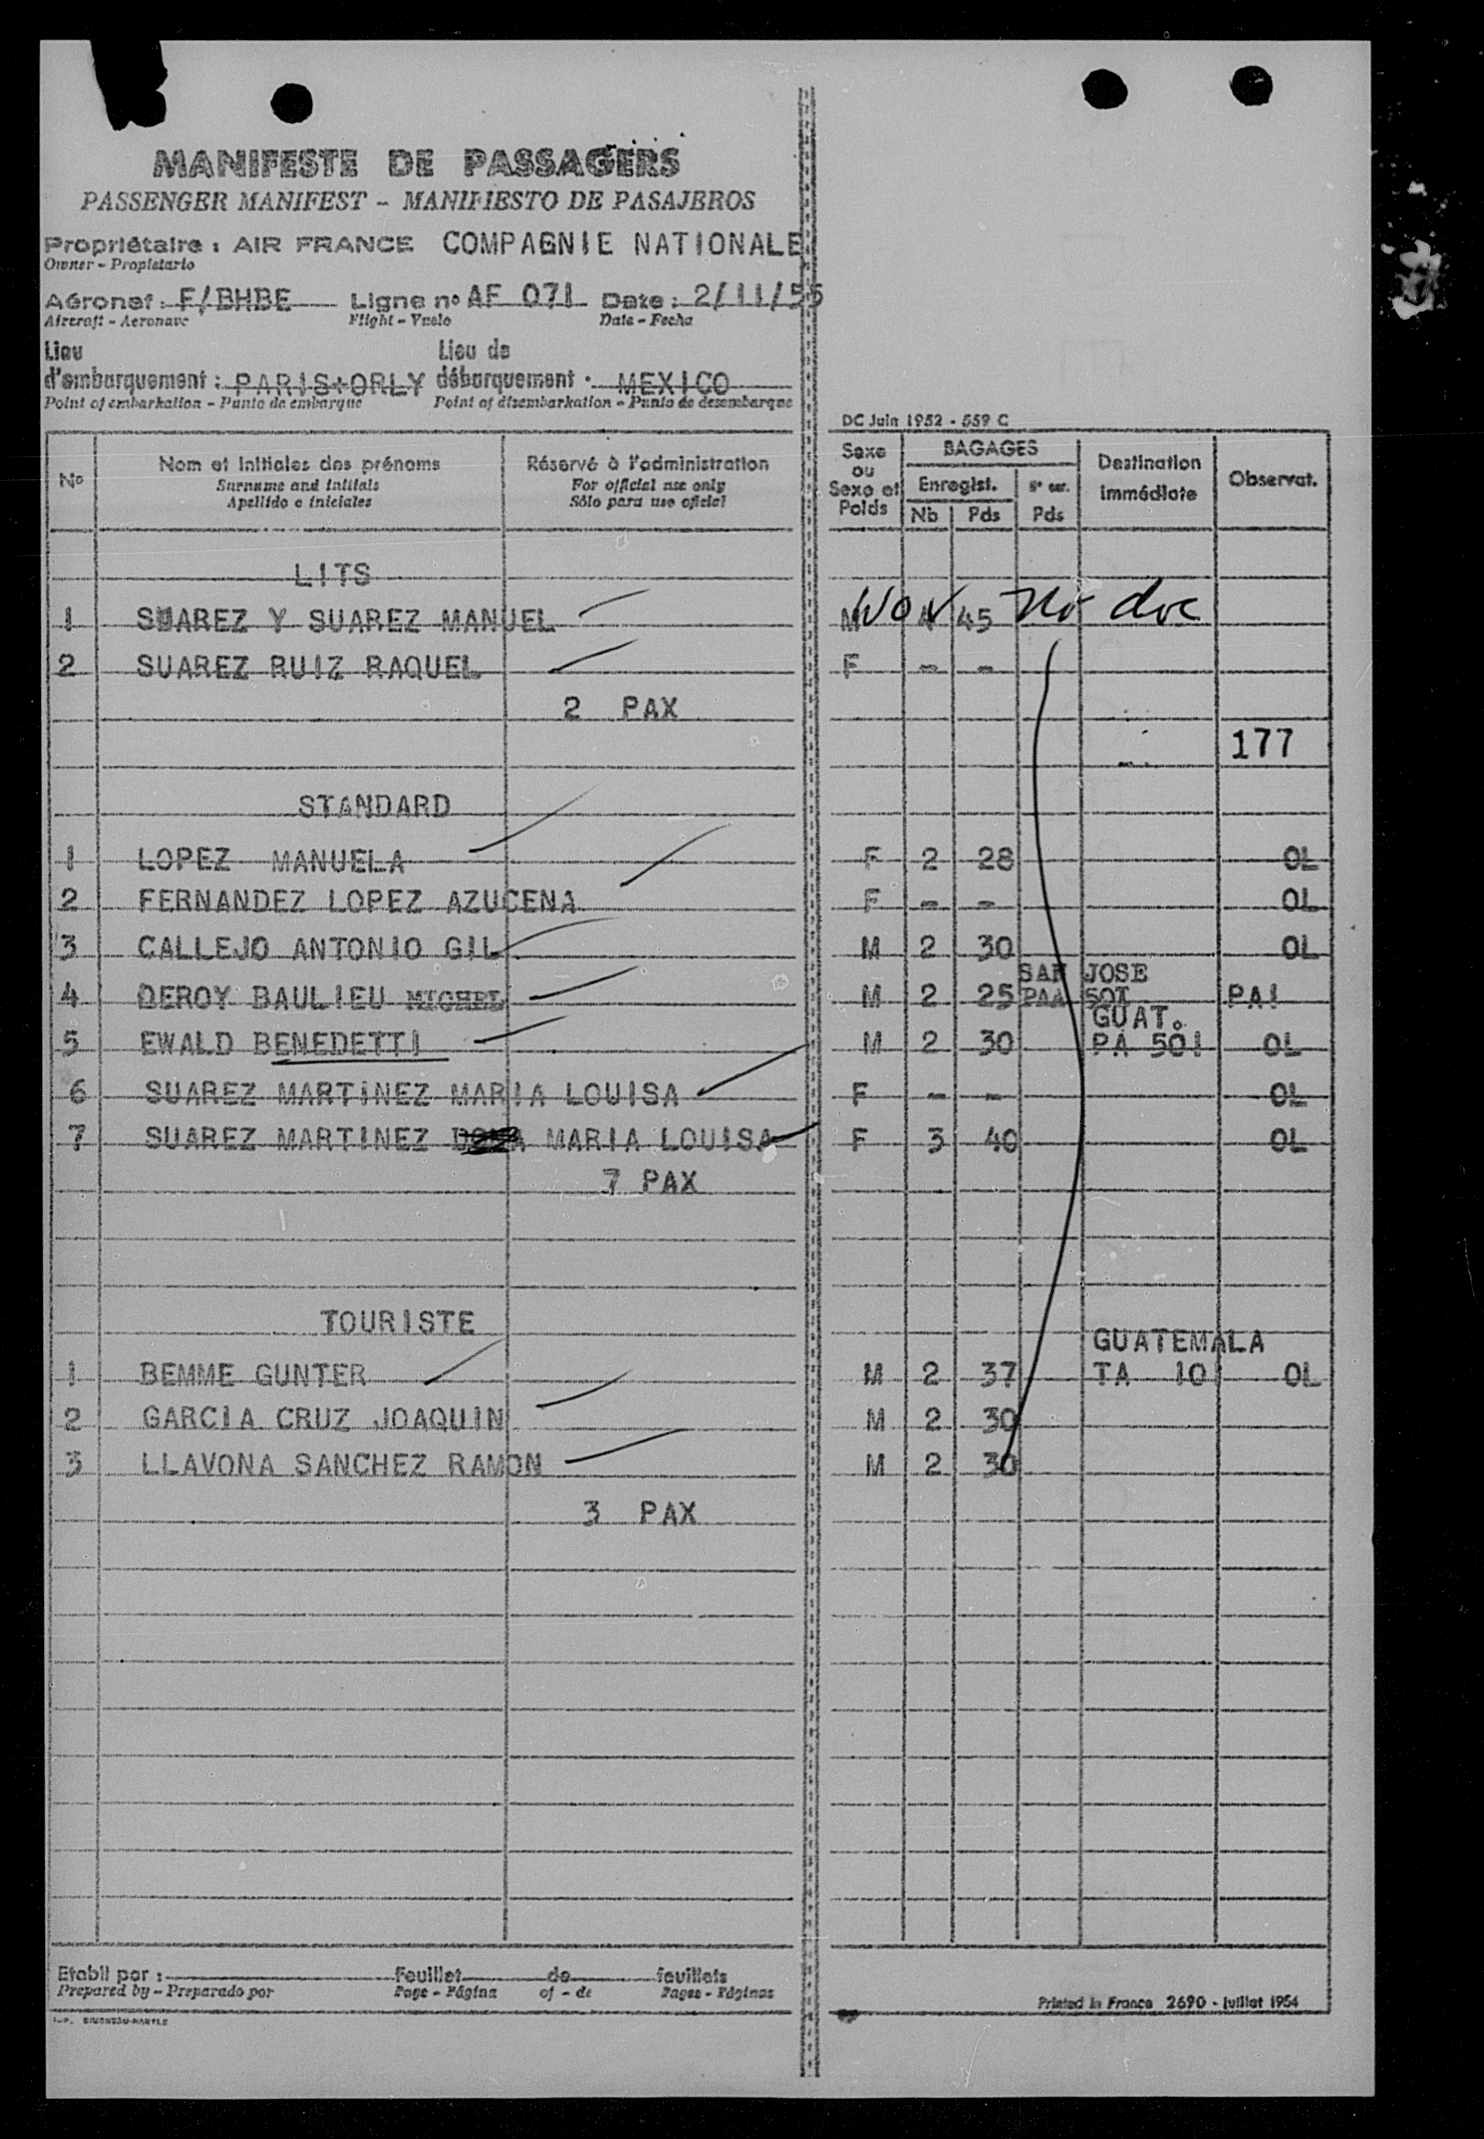 MANIFESTE DE PASSAGERS
PASSENGER MANIFEST - MANIFIESTO DE PASAJEROS
Propriétaire : AIR FRANCE COMPAGNIE NATIONALE
Owner - Propietario
Aéronef : F/BHBE Ligne nº AF 071 Date : 2/11/55
Aircraft - Aeronave Flight - Vuelo Date - Fecha
Lieu Lieu de
d'embarquement : PARIS+ORLY débarquement : MEXICO
Point of embarkation - Punto de embarque Point of disembarkation - Punto de desembarque
DC Juin 1952 - 559 C
Nº Nom et initiales des prénoms Réservé à l'administration Sexe ou Sexe et Poids BAGAGES Destination immédiate Observat.
Surname and initials For official use only Enregist.
Apellido e iniciales Sólo para uso oficial Nb Pds Pds
LITS
1 SUAREZ Y SUAREZ MANUEL M 4 45 no doc
2 SUAREZ RUIZ RAQUEL F - -
2 PAX
177
STANDARD
1 LOPEZ MANUELA F 2 28 OL
2 FERNANDEZ LOPEZ AZUCENA F - - OL
3 CALLEJO ANTONIO GIL M 2 30 OL
SAN JOSE
4 DEROY BAULIEU MICHEL M 2 25 PAA 501 PA!
GUAT.
5 EWALD BENEDETTI M 2 30 PA 501 OL
6 SUAREZ MARTINEZ MARIA LOUISA F - - OL
7 SUAREZ MARTINEZ MARIA LOUISA F 3 40 OL
7 PAX
TOURISTE
GUATEMALA
1 BEMME GUNTER M 2 37 TA 10 OL
2 GARCIA CRUZ JOAQUIN M 2 30
3 LLAVONA SANCHEZ RAMON M 2 30
3 PAX
Etabli par : Feuillet de feuillets
Prepared by - Preparado por Page - Página of - de Pages - Páginas
Printed in France 2690 - juillet 1954